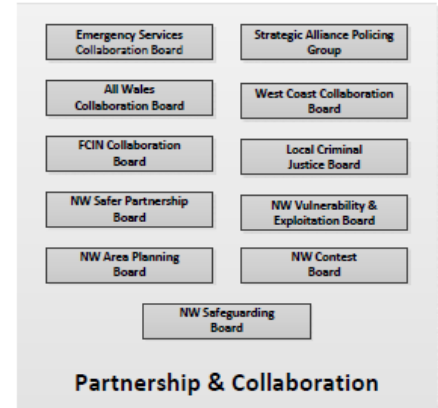 Emergency Services
Collaboration Board
Strategic Alliance Policing
Group
All Wales
Collaboration Board
West Coast Collaboration
Board
FCIN Collaboration
Board
Local Criminal
Justice Board
NW Safer Partnership
Board
NW Vulnerability &
Exploitation Board
NW Area Planning
Board
NW Contest
Board
NW Safeguarding
Board
Partnership & Collaboration